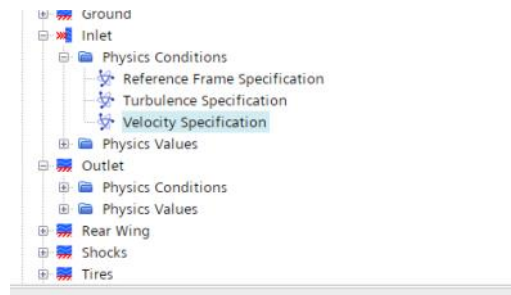 Ground
Inlet
Physics Conditions
Reference Frame Specification
Turbulence Specification
Velocity Specification
Physics Values
Outlet
Physics Conditions
Physics Values
Rear Wing
Shocks
Tires